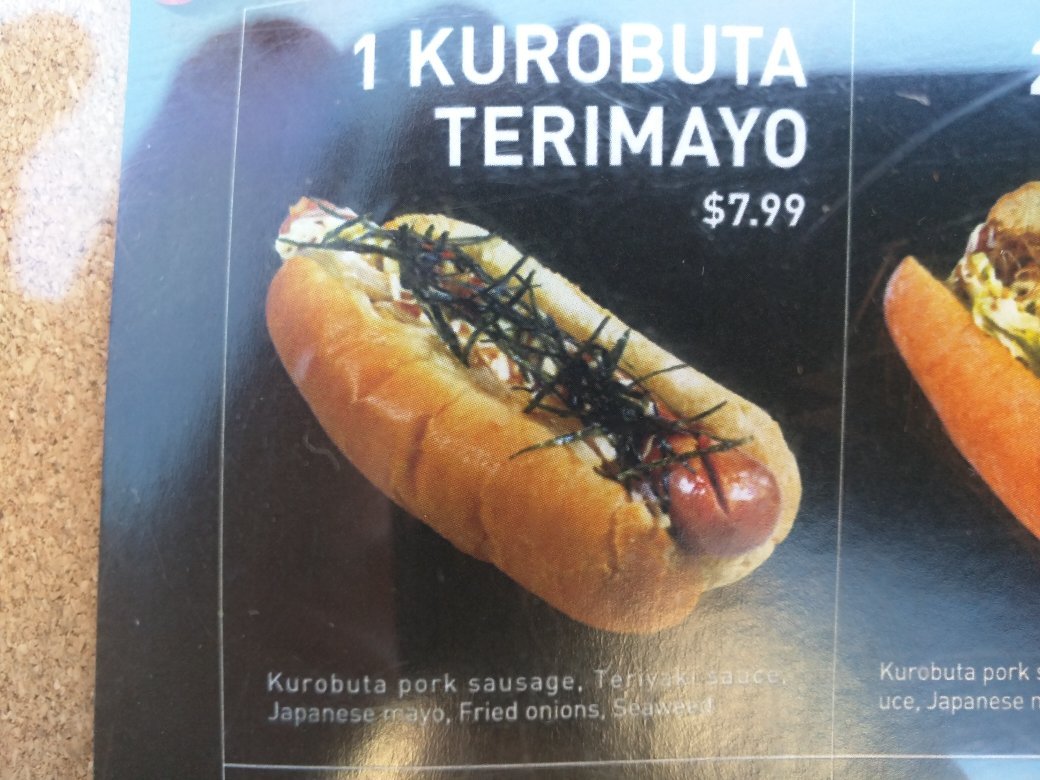 1 KUROBUTA
TERIMAYO
$7.99
Kurobuta pork sausage, Teriyaki sauce,
Japanese mayo, Fried onions, Seaweed
Kurobuta pork
uce, Japanese